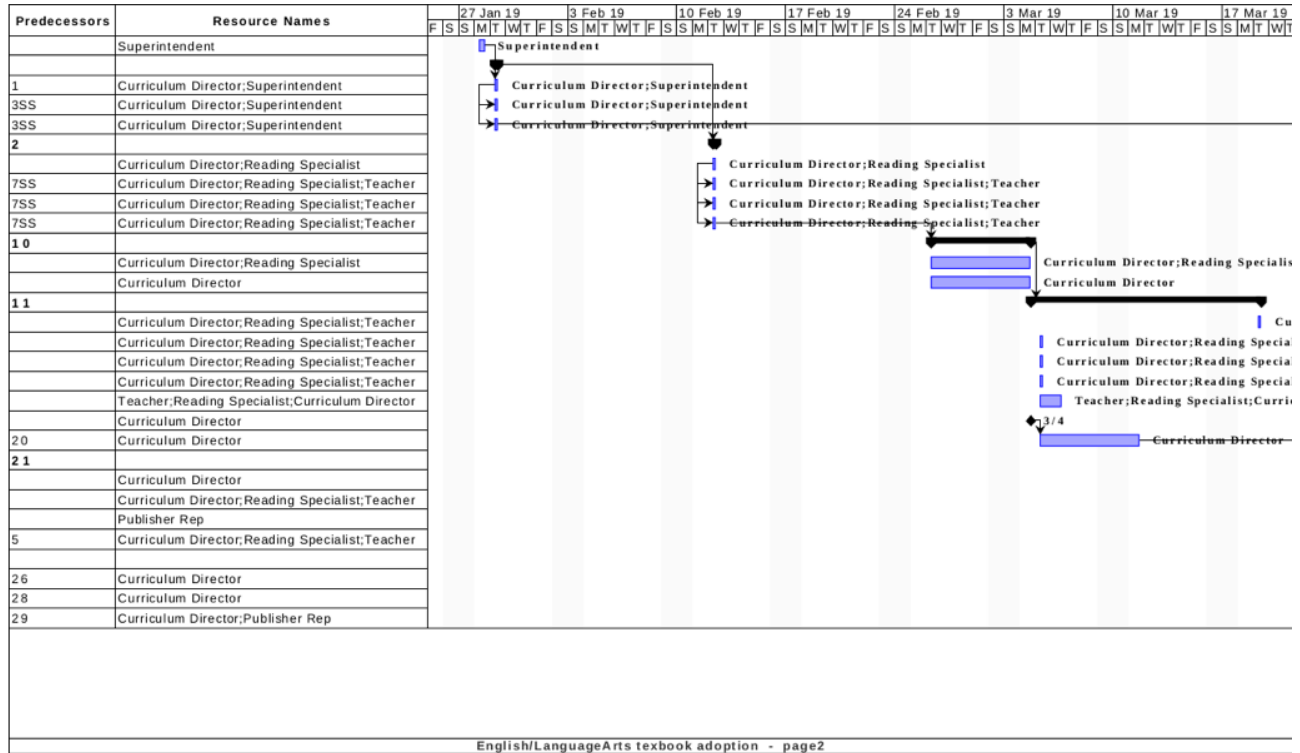 Predecessors Resource Names 27 Jan 19 3 Feb 19 10 Feb 19 17 Feb 19 24 Feb 19 3 Mar 19 10 Mar 19 17 Mar 19
F S S M T W T F S S M T W T F S S M T W T F S S M T W T F S S M T W T F S S M T W T F S S M T W T F S S M T W
Superintendent Superintendent
1 Curriculum Director;Superintendent Curriculum Director;Superintendent
3SS Curriculum Director;Superintendent Curriculum Director;Superintendent
3SS Curriculum Director;Superintendent Curriculum Director;Superintendent
2
Curriculum Director;Reading Specialist Curriculum Director;Reading Specialist
7SS Curriculum Director;Reading Specialist;Teacher Curriculum Director;Reading Specialist;Teacher
7SS Curriculum Director;Reading Specialist;Teacher Curriculum Director;Reading Specialist;Teacher
7SS Curriculum Director;Reading Specialist;Teacher Curriculum Director;Reading Specialist;Teacher
10
Curriculum Director;Reading Specialist Curriculum Director;Reading Specialis
Curriculum Director Curriculum Director
11
Curriculum Director;Reading Specialist;Teacher Cu
Curriculum Director;Reading Specialist;Teacher Curriculum Director;Reading Special
Curriculum Director;Reading Specialist;Teacher Curriculum Director;Reading Special
Curriculum Director;Reading Specialist;Teacher Curriculum Director;Reading Special
Teacher;Reading Specialist;Curriculum Director Teacher;Reading Specialist;Curric
Curriculum Director 3/4
20 Curriculum Director Curriculum Director
21
Curriculum Director
Curriculum Director;Reading Specialist;Teacher
Publisher Rep
5 Curriculum Director;Reading Specialist;Teacher
26 Curriculum Director
28 Curriculum Director
29 Curriculum Director;Publisher Rep
English/LanguageArts texbook adoption - page2